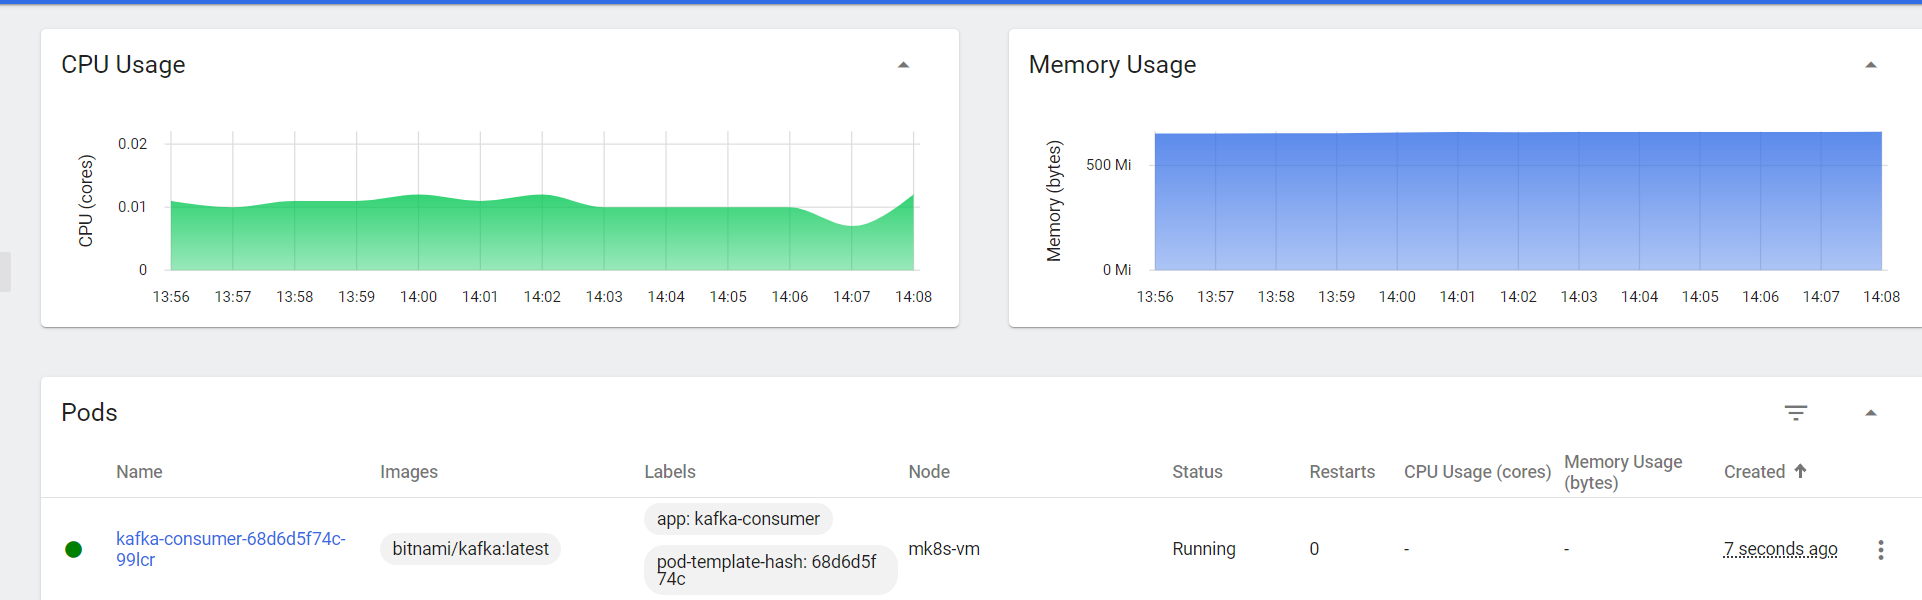 CPU Usage
CPU (cores)
0.02
0.01
0
13:56 13:57 13:58 13:59 14:00 14:01 14:02 14:03 14:04 14:05 14:06 14:07 14:08
Memory Usage
Memory (bytes)
500 Mi
0 Mi
13:56 13:57 13:58 13:59 14:00 14:01 14:02 14:03 14:04 14:05 14:06 14:07 14:08
Pods
Name Images Labels Node Status Restarts CPU Usage (cores) Memory Usage
(bytes)
Created
kafka-consumer-68d6d5f74c-
99lcr
bitnami/kafka:latest
app: kafka-consumer
pod-template-hash: 68d6d5f
74c
mk8s-vm
Running
0
-
-
7 seconds ago